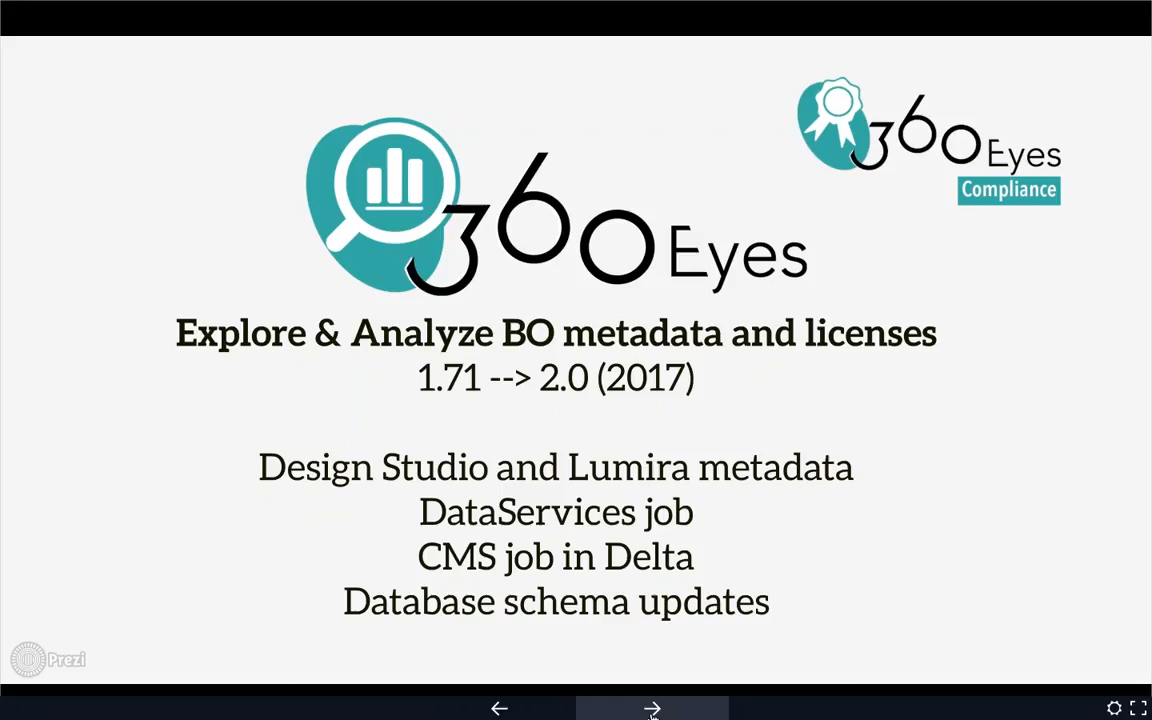 360 Eyes
Compliance
360 Eyes
Explore & Analyze BO metadata and licenses
1.71 --> 2.0 (2017)
Design Studio and Lumira metadata
DataServices job
CMS job in Delta
Database schema updates
Prezi